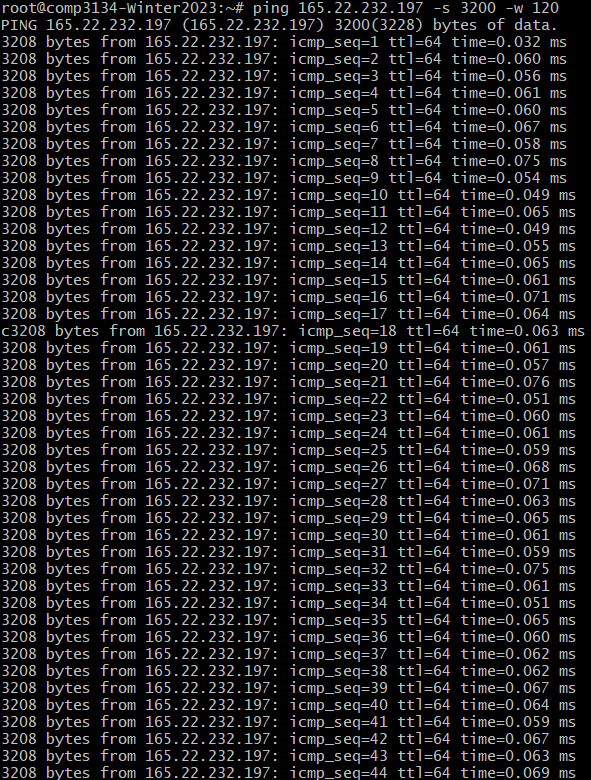 root@comp3134-Winter2023:~# ping 165.22.232.197 -s 3200 -w 120
PING 165.22.232.197 (165.22.232.197) 3200(3228) bytes of data.
3208 bytes from 165.22.232.197: icmp_seq=1 ttl=64 time=0.032 ms
3208 bytes from 165.22.232.197: icmp_seq=2 ttl=64 time=0.060 ms
3208 bytes from 165.22.232.197: icmp_seq=3 ttl=64 time=0.056 ms
3208 bytes from 165.22.232.197: icmp_seq=4 ttl=64 time=0.061 ms
3208 bytes from 165.22.232.197: icmp_seq=5 ttl=64 time=0.060 ms
3208 bytes from 165.22.232.197: icmp_seq=6 ttl=64 time=0.067 ms
3208 bytes from 165.22.232.197: icmp_seq=7 ttl=64 time=0.058 ms
3208 bytes from 165.22.232.197: icmp_seq=8 ttl=64 time=0.075 ms
3208 bytes from 165.22.232.197: icmp_seq=9 ttl=64 time=0.054 ms
3208 bytes from 165.22.232.197: icmp_seq=10 ttl=64 time=0.049 ms
3208 bytes from 165.22.232.197: icmp_seq=11 ttl=64 time=0.065 ms
3208 bytes from 165.22.232.197: icmp_seq=12 ttl=64 time=0.049 ms
3208 bytes from 165.22.232.197: icmp_seq=13 ttl=64 time=0.055 ms
3208 bytes from 165.22.232.197: icmp_seq=14 ttl=64 time=0.065 ms
3208 bytes from 165.22.232.197: icmp_seq=15 ttl=64 time=0.061 ms
3208 bytes from 165.22.232.197: icmp_seq=16 ttl=64 time=0.071 ms
3208 bytes from 165.22.232.197: icmp_seq=17 ttl=64 time=0.064 ms
c3208 bytes from 165.22.232.197: icmp_seq=18 ttl=64 time=0.063 ms
3208 bytes from 165.22.232.197: icmp_seq=19 ttl=64 time=0.061 ms
3208 bytes from 165.22.232.197: icmp_seq=20 ttl=64 time=0.057 ms
3208 bytes from 165.22.232.197: icmp_seq=21 ttl=64 time=0.076 ms
3208 bytes from 165.22.232.197: icmp_seq=22 ttl=64 time=0.051 ms
3208 bytes from 165.22.232.197: icmp_seq=23 ttl=64 time=0.060 ms
3208 bytes from 165.22.232.197: icmp_seq=24 ttl=64 time=0.061 ms
3208 bytes from 165.22.232.197: icmp_seq=25 ttl=64 time=0.059 ms
3208 bytes from 165.22.232.197: icmp_seq=26 ttl=64 time=0.068 ms
3208 bytes from 165.22.232.197: icmp_seq=27 ttl=64 time=0.071 ms
3208 bytes from 165.22.232.197: icmp_seq=28 ttl=64 time=0.063 ms
3208 bytes from 165.22.232.197: icmp_seq=29 ttl=64 time=0.065 ms
3208 bytes from 165.22.232.197: icmp_seq=30 ttl=64 time=0.061 ms
3208 bytes from 165.22.232.197: icmp_seq=31 ttl=64 time=0.059 ms
3208 bytes from 165.22.232.197: icmp_seq=32 ttl=64 time=0.075 ms
3208 bytes from 165.22.232.197: icmp_seq=33 ttl=64 time=0.061 ms
3208 bytes from 165.22.232.197: icmp_seq=34 ttl=64 time=0.051 ms
3208 bytes from 165.22.232.197: icmp_seq=35 ttl=64 time=0.065 ms
3208 bytes from 165.22.232.197: icmp_seq=36 ttl=64 time=0.060 ms
3208 bytes from 165.22.232.197: icmp_seq=37 ttl=64 time=0.062 ms
3208 bytes from 165.22.232.197: icmp_seq=38 ttl=64 time=0.062 ms
3208 bytes from 165.22.232.197: icmp_seq=39 ttl=64 time=0.067 ms
3208 bytes from 165.22.232.197: icmp_seq=40 ttl=64 time=0.064 ms
3208 bytes from 165.22.232.197: icmp_seq=41 ttl=64 time=0.059 ms
3208 bytes from 165.22.232.197: icmp_seq=42 ttl=64 time=0.067 ms
3208 bytes from 165.22.232.197: icmp_seq=43 ttl=64 time=0.063 ms
3208 bytes from 165.22.232.197: icmp_seq=44 ttl=64 time=0.069 ms